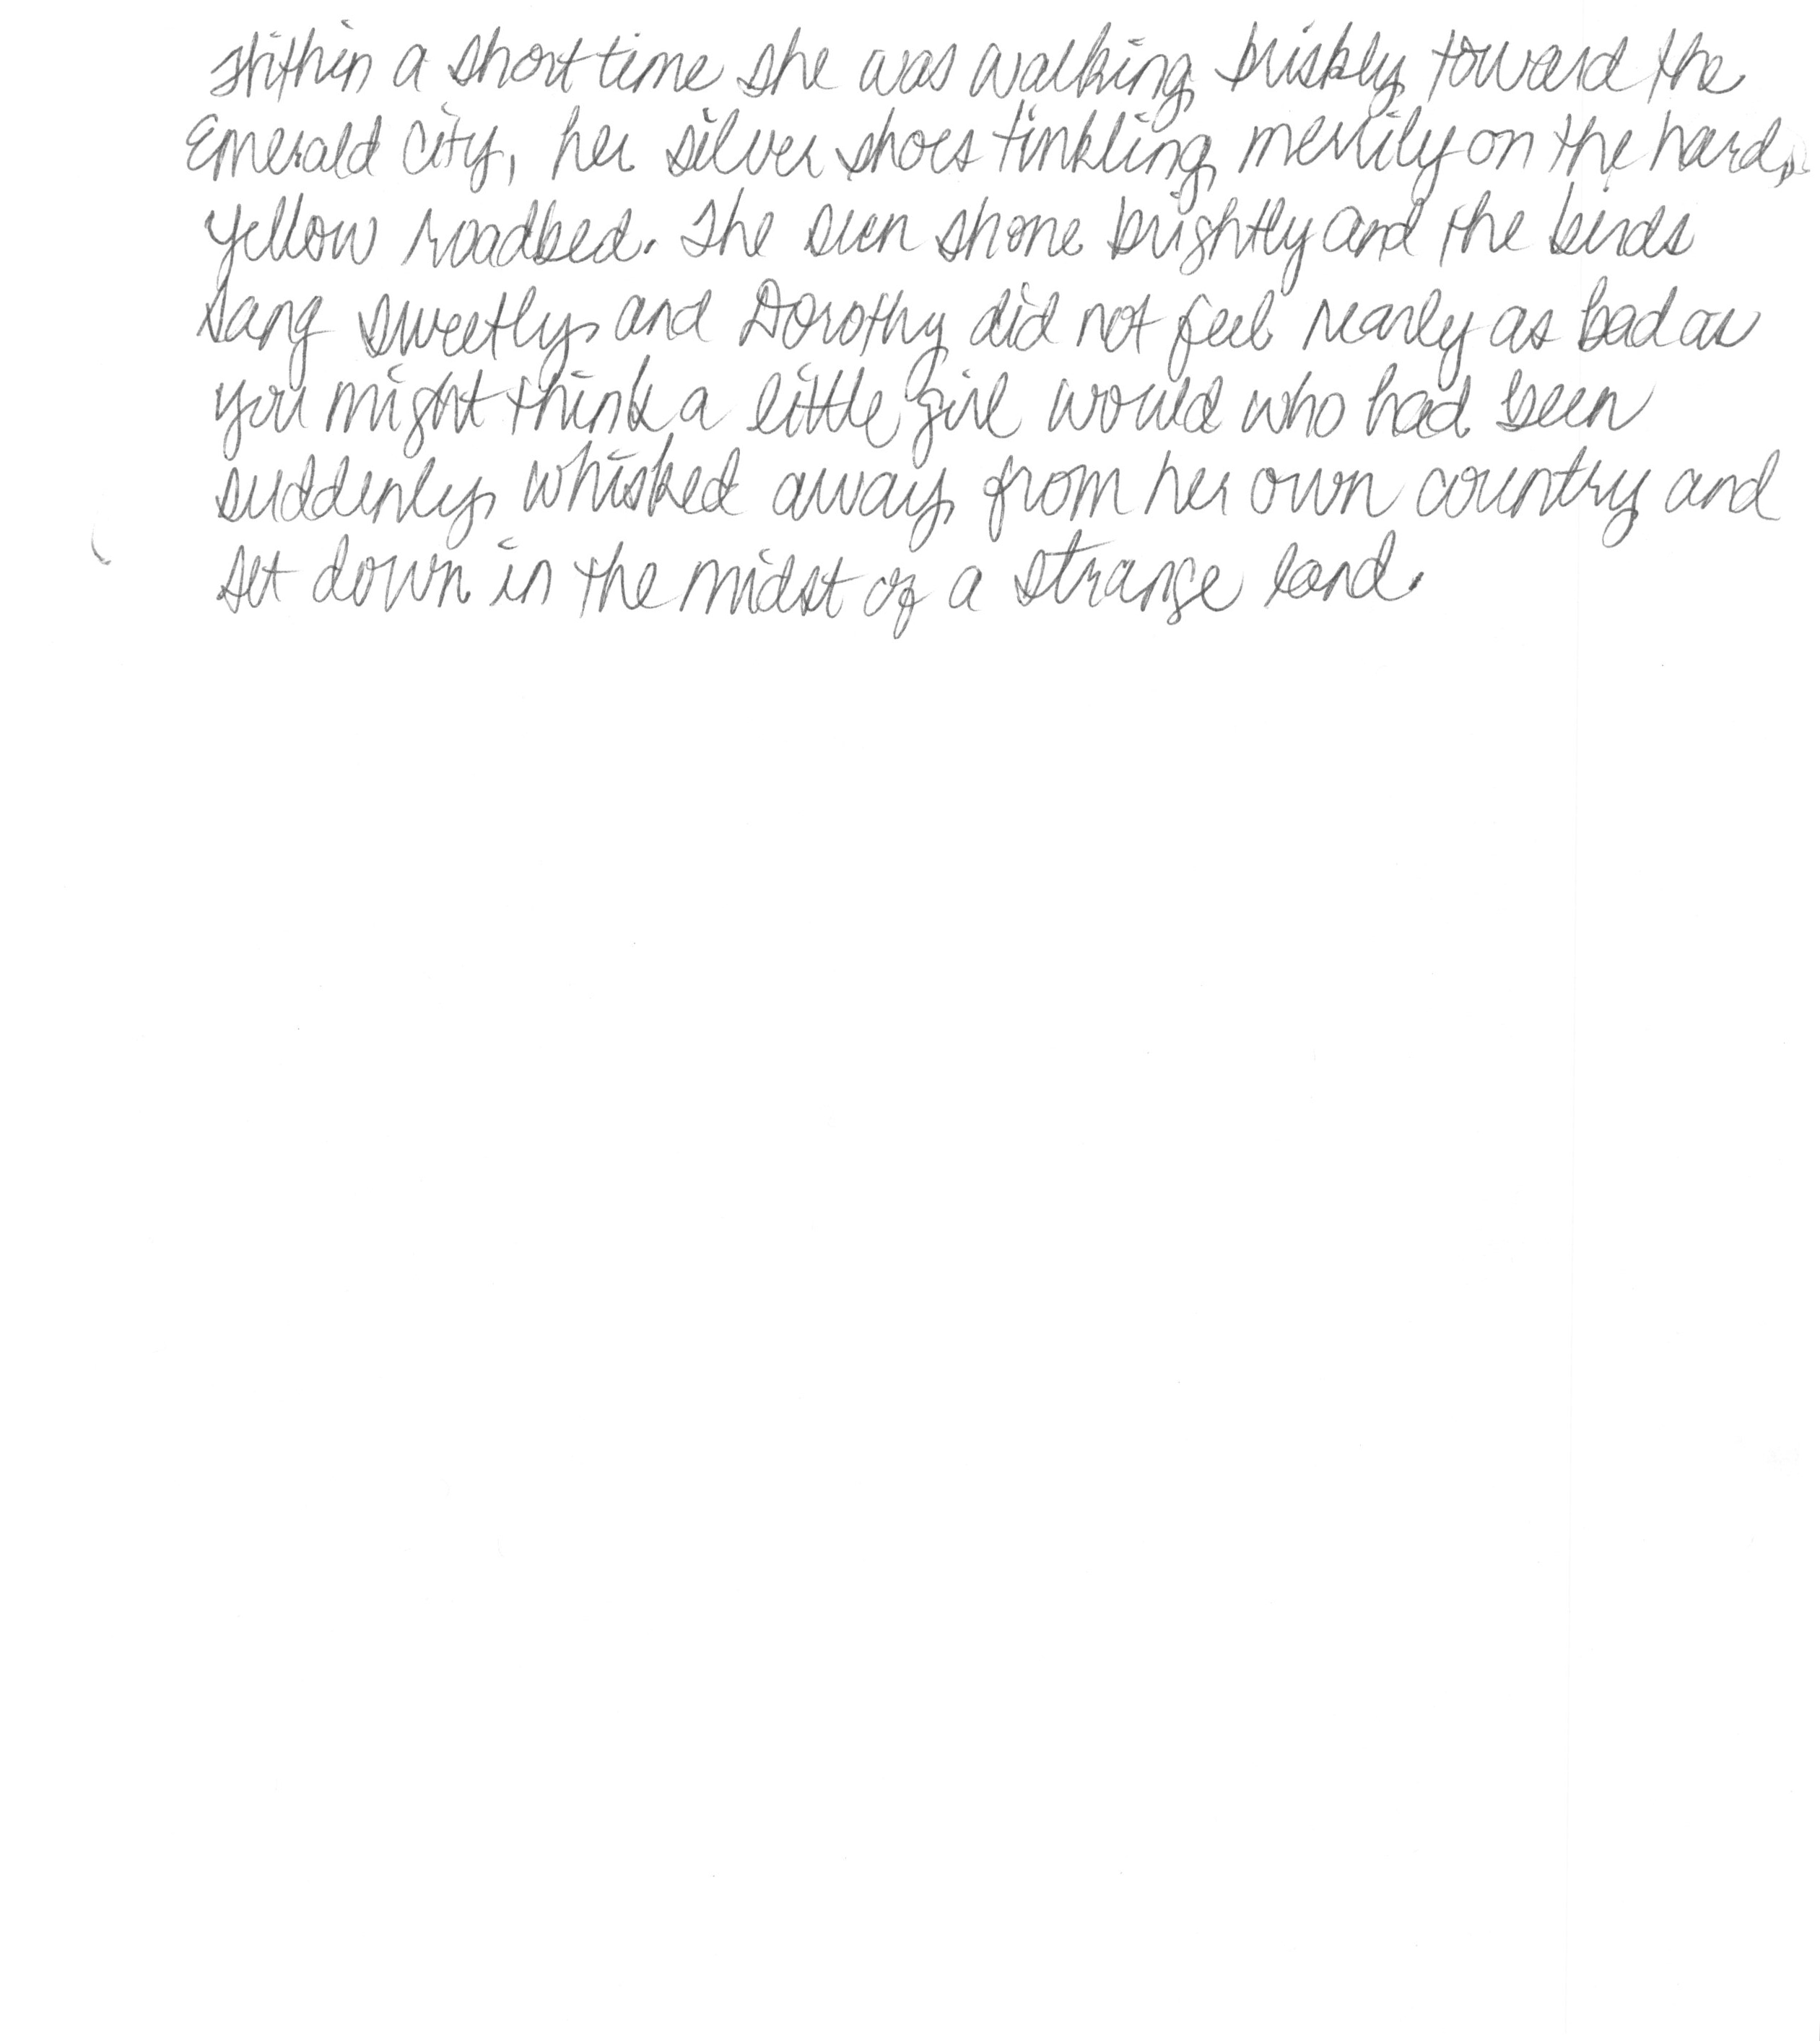 Within a short time she was walking briskly toward the
Emerald City, her silver shoes tinkling merrily on the hard,
yellow roadbed. The sun shone brightly and the birds
sang sweetly and Dorothy did not feel nearly as bad as
you might think a little girl would who had been
suddenly whisked away from her own country and
set down in the midst of a strange land.